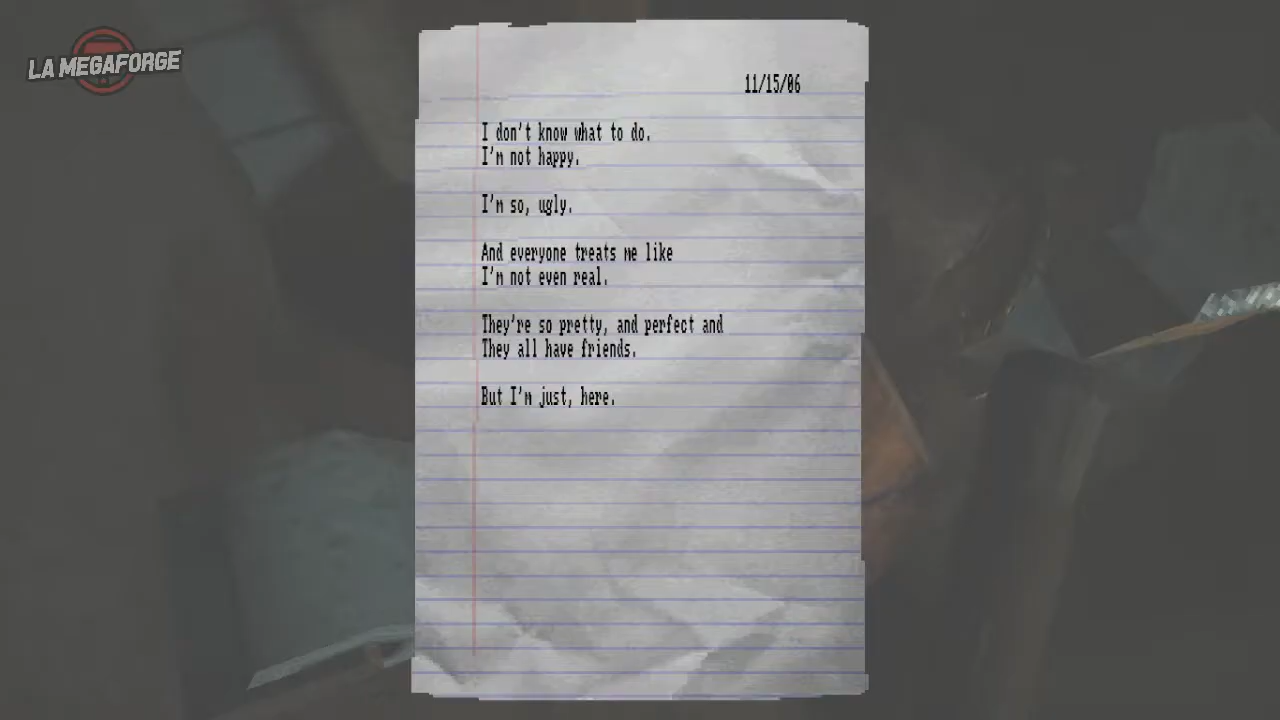 LA MEGAFORGE
11/15/06
I don't know what to do.
I'm not happy.
I'm so, ugly.
And everyone treats me like
I'm not even real.
They're so pretty, and perfect and
They all have friends.
But I'm just, here.